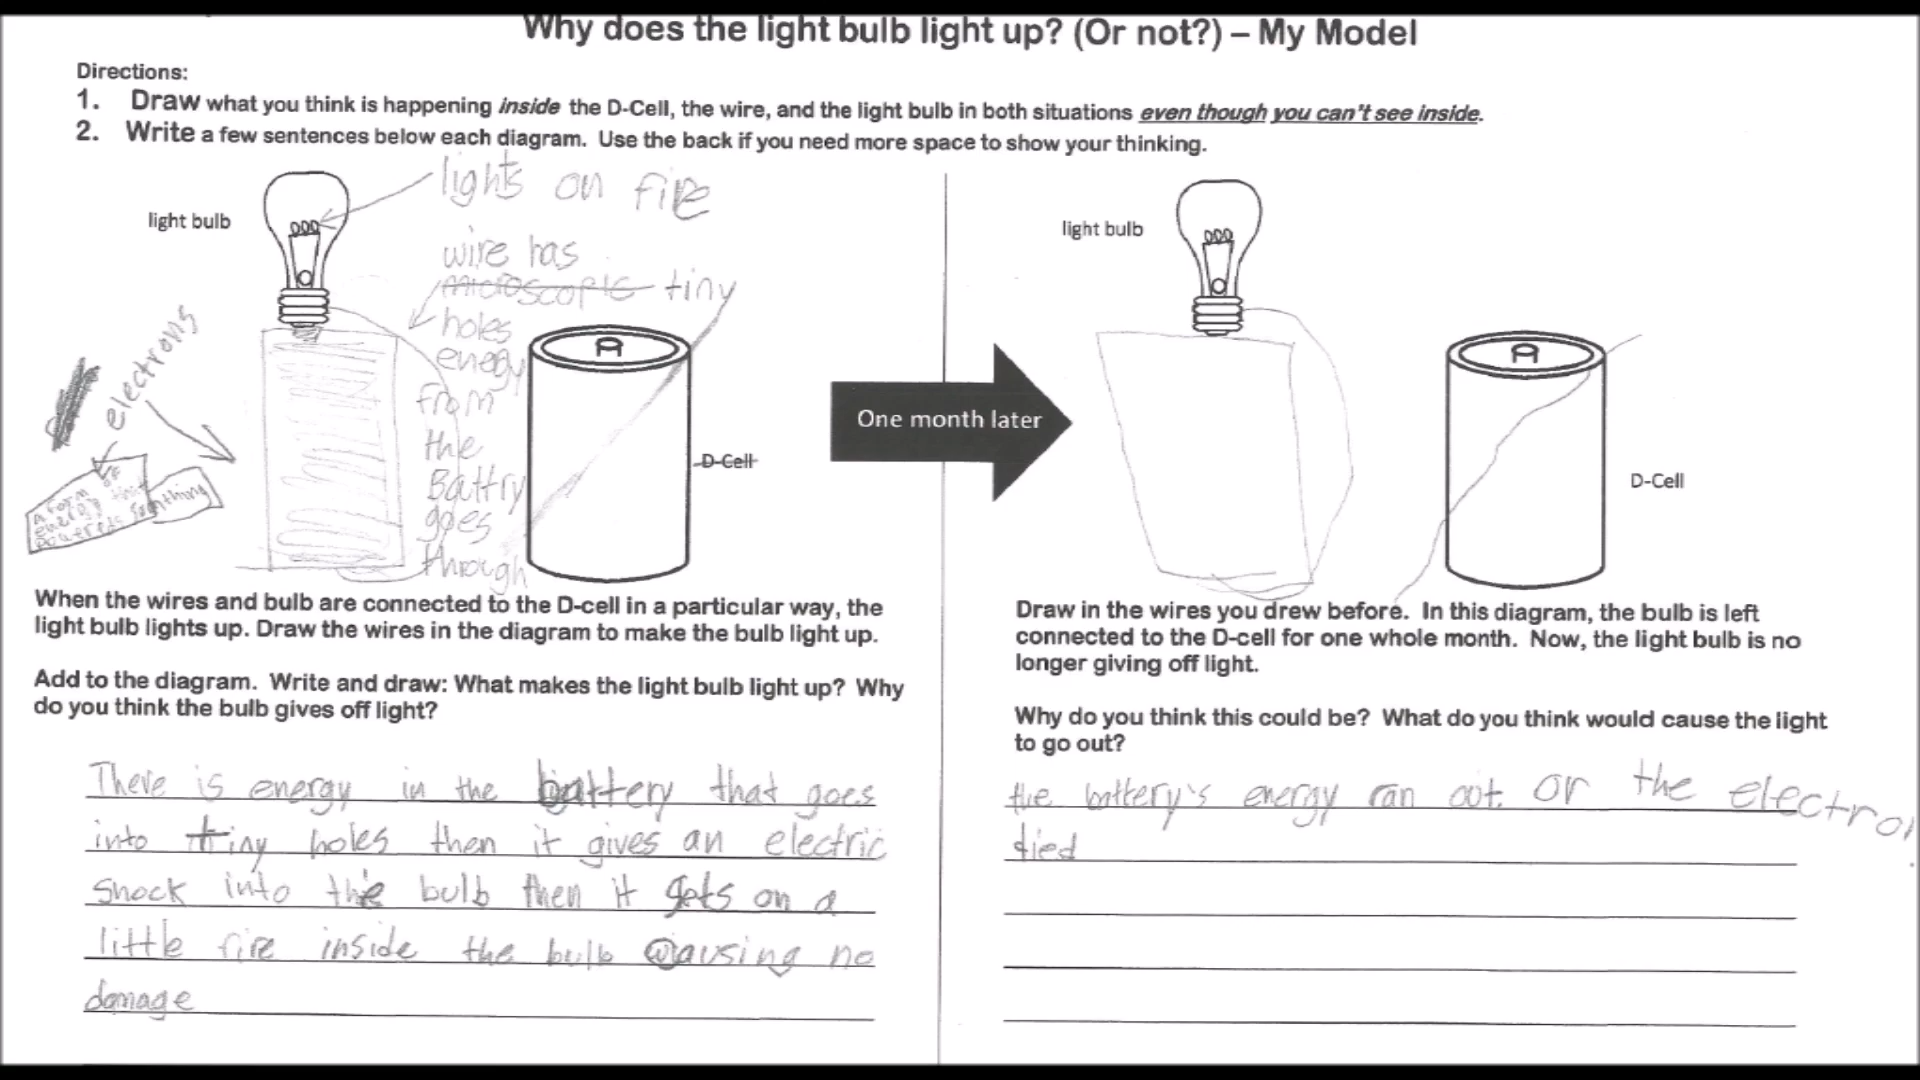 Why does the light bulb light up? (Or not?) – My Model
Directions:
1. Draw what you think is happening inside the D-Cell, the wire, and the light bulb in both situations even though you can't see inside.
2. Write a few sentences below each diagram. Use the back if you need more space to show your thinking.
lights on fire
light bulb
wire has
microscopic tiny
holes
enegy
from
the
Battry
goes
through
electrons
a form of
energy that
powereds somthing
D-Cell
When the wires and bulb are connected to the D-cell in a particular way, the
light bulb lights up. Draw the wires in the diagram to make the bulb light up.
Add to the diagram. Write and draw: What makes the light bulb light up? Why
do you think the bulb gives off light?
There is energy in the battery that goes
into tiny holes then it gives an electric
shock into the bulb then it gets on a
little fire inside the bulb causing no
damage
One month later
light bulb
D-Cell
Draw in the wires you drew before. In this diagram, the bulb is left
connected to the D-cell for one whole month. Now, the light bulb is no
longer giving off light.
Why do you think this could be? What do you think would cause the light
to go out?
the battery's energy ran out. or the electron
died